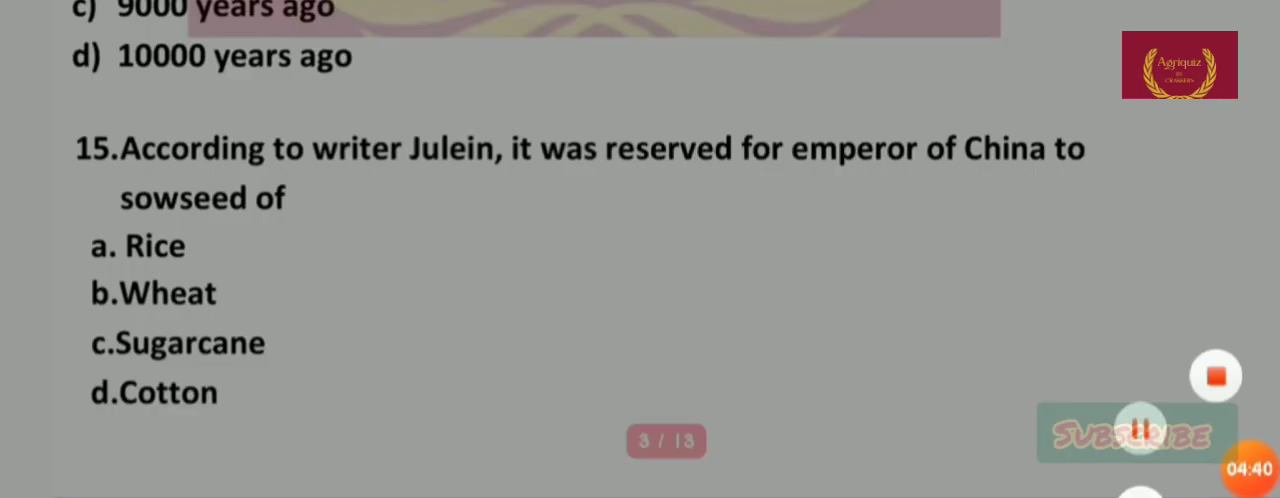 c) 9000 years ago
d) 10000 years ago
Agriquiz
BY
CRACKERS
15.According to writer Julein, it was reserved for emperor of China to
sowseed of
a. Rice
b.Wheat
c.Sugarcane
d.Cotton
3 / 13
SUBSCRIBE
04:40